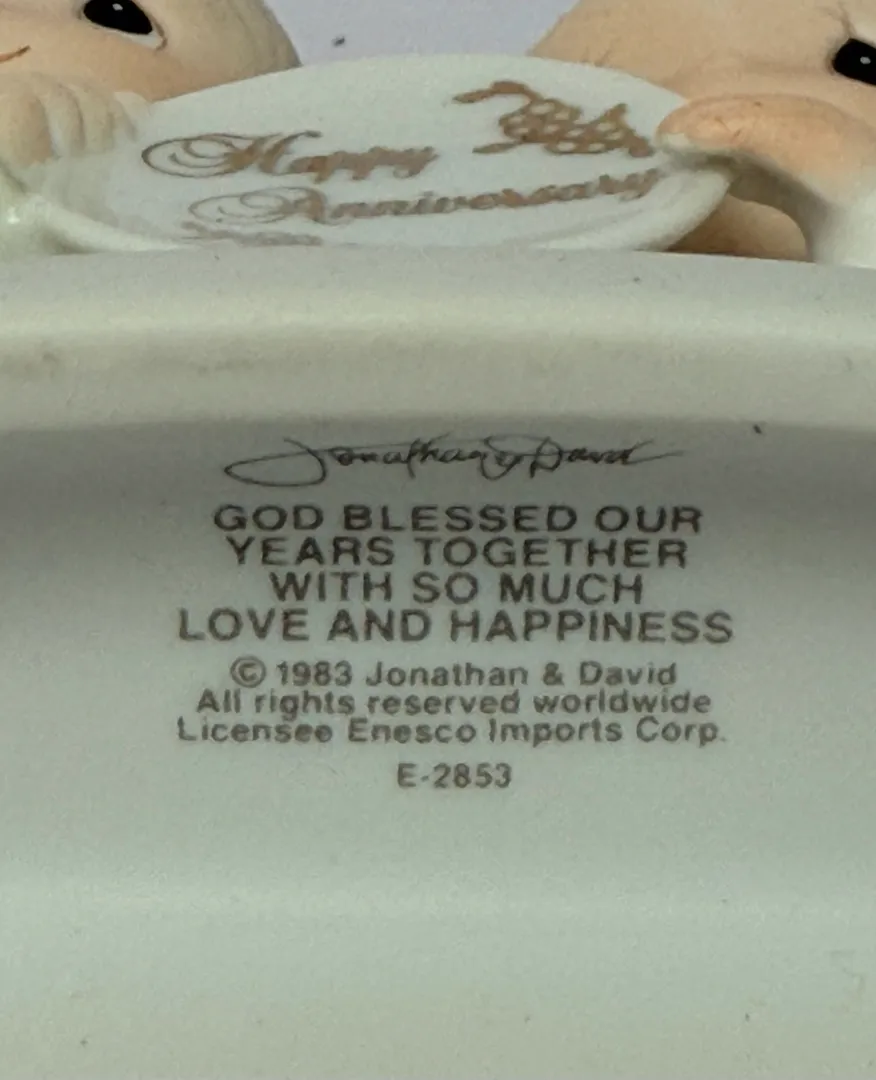 Happy
Anniversary
Jonathan & David
GOD BLESSED OUR
YEARS TOGETHER
WITH SO MUCH
LOVE AND HAPPINESS
© 1983 Jonathan & David
All rights reserved worldwide
Licensee Enesco Imports Corp.
E-2853